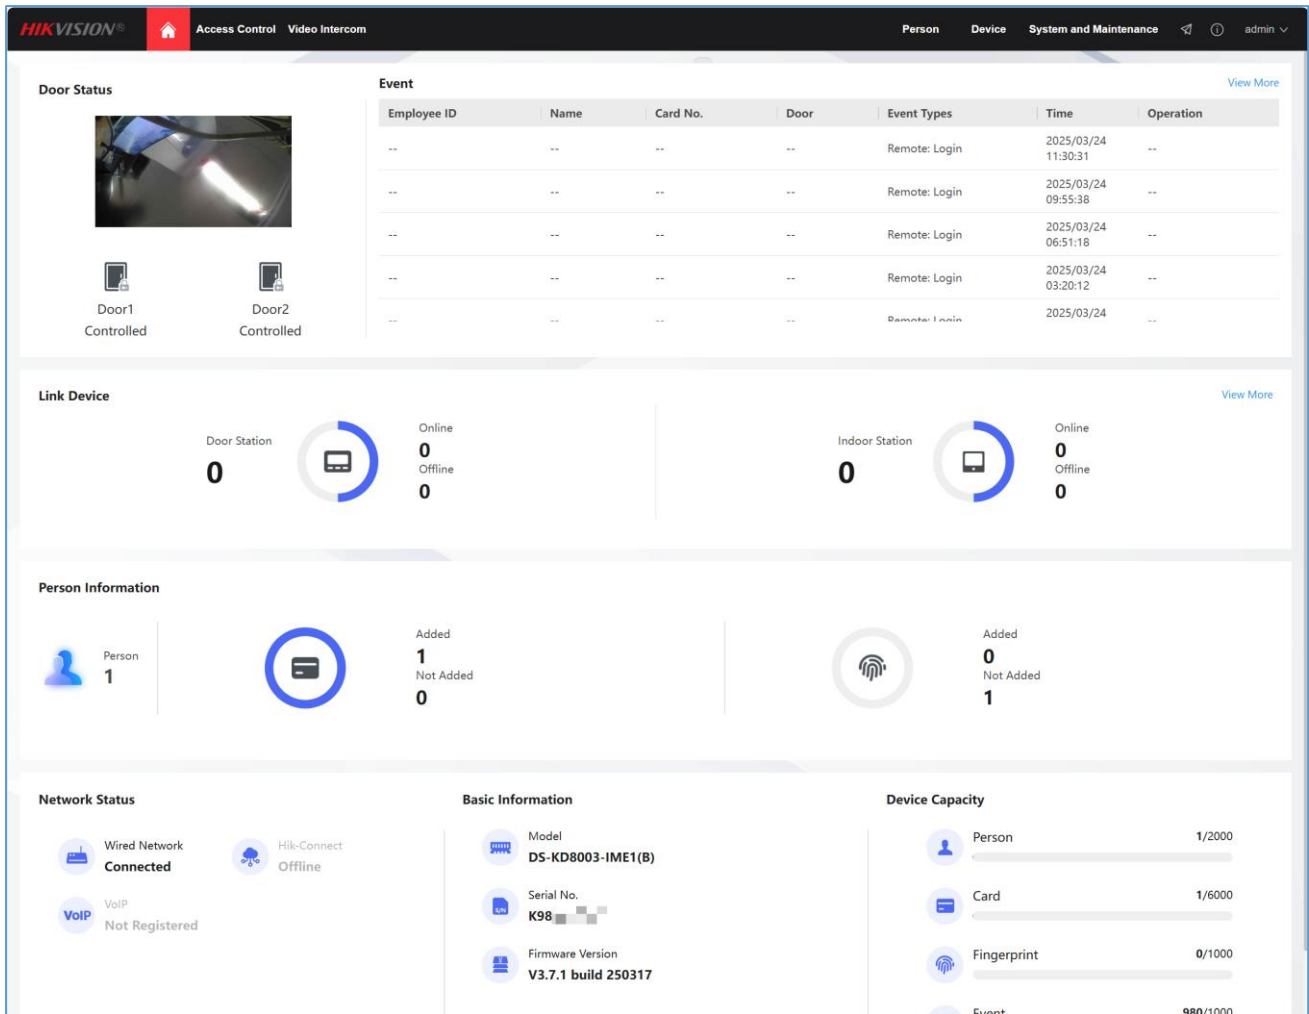 HIKVISION®
Access Control Video Intercom
Person Device System and Maintenance admin
Door Status
Door1
Controlled
Door2
Controlled
Event
View More
Employee ID Name Card No. Door Event Types Time Operation
-- -- -- -- Remote: Login 2025/03/24 11:30:31 --
-- -- -- -- Remote: Login 2025/03/24 09:55:38 --
-- -- -- -- Remote: Login 2025/03/24 06:51:18 --
-- -- -- -- Remote: Login 2025/03/24 03:20:12 --
-- -- -- -- Remote: Login 2025/03/24 --
Link Device
View More
Door Station
0
Online
0
Offline
0
Indoor Station
0
Online
0
Offline
0
Person Information
Person
1
Added
1
Not Added
0
Added
0
Not Added
1
Network Status
Wired Network
Connected
Hik-Connect
Offline
VoIP
VoIP
Not Registered
Basic Information
Model
DS-KD8003-IME1(B)
S/N
Serial No.
K98
Firmware Version
V3.7.1 build 250317
Device Capacity
Person 1/2000
Card 1/6000
Fingerprint 0/1000
Event 980/1000